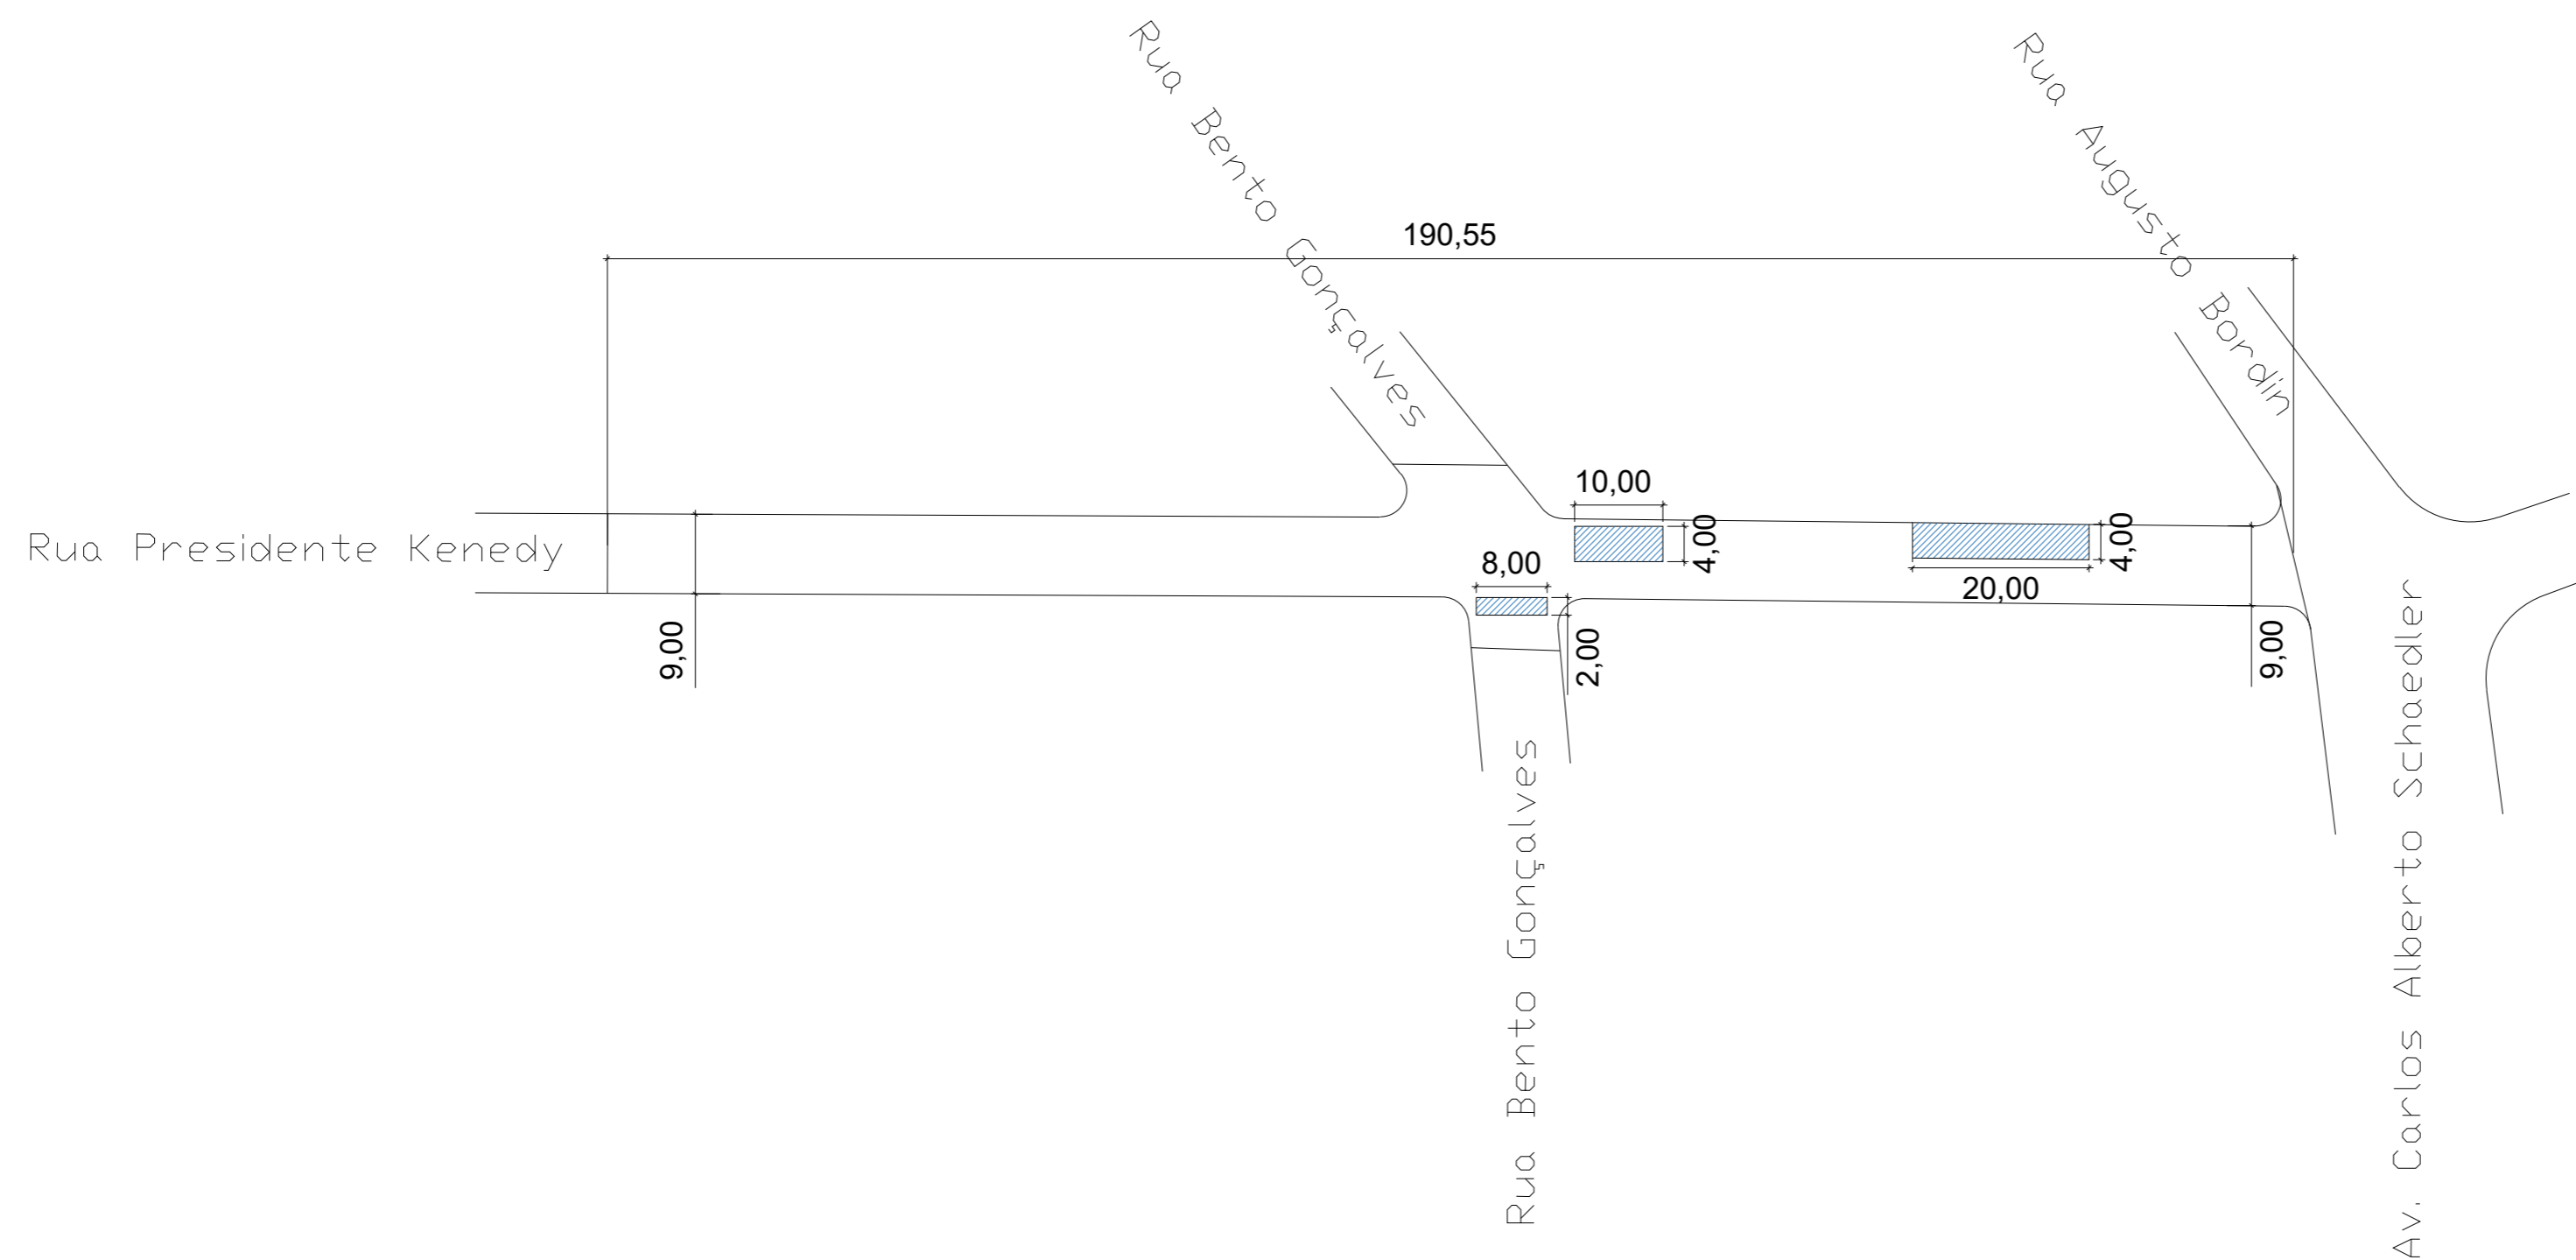 Rua Bento Gonçalves
Rua Augusto Bordin
190,55
10,00
4,00
4,00
Rua Presidente Kenedy
8,00
20,00
9,00
2,00
9,00
Rua Bento Gonçalves
Av. Carlos Alberto Schaedler